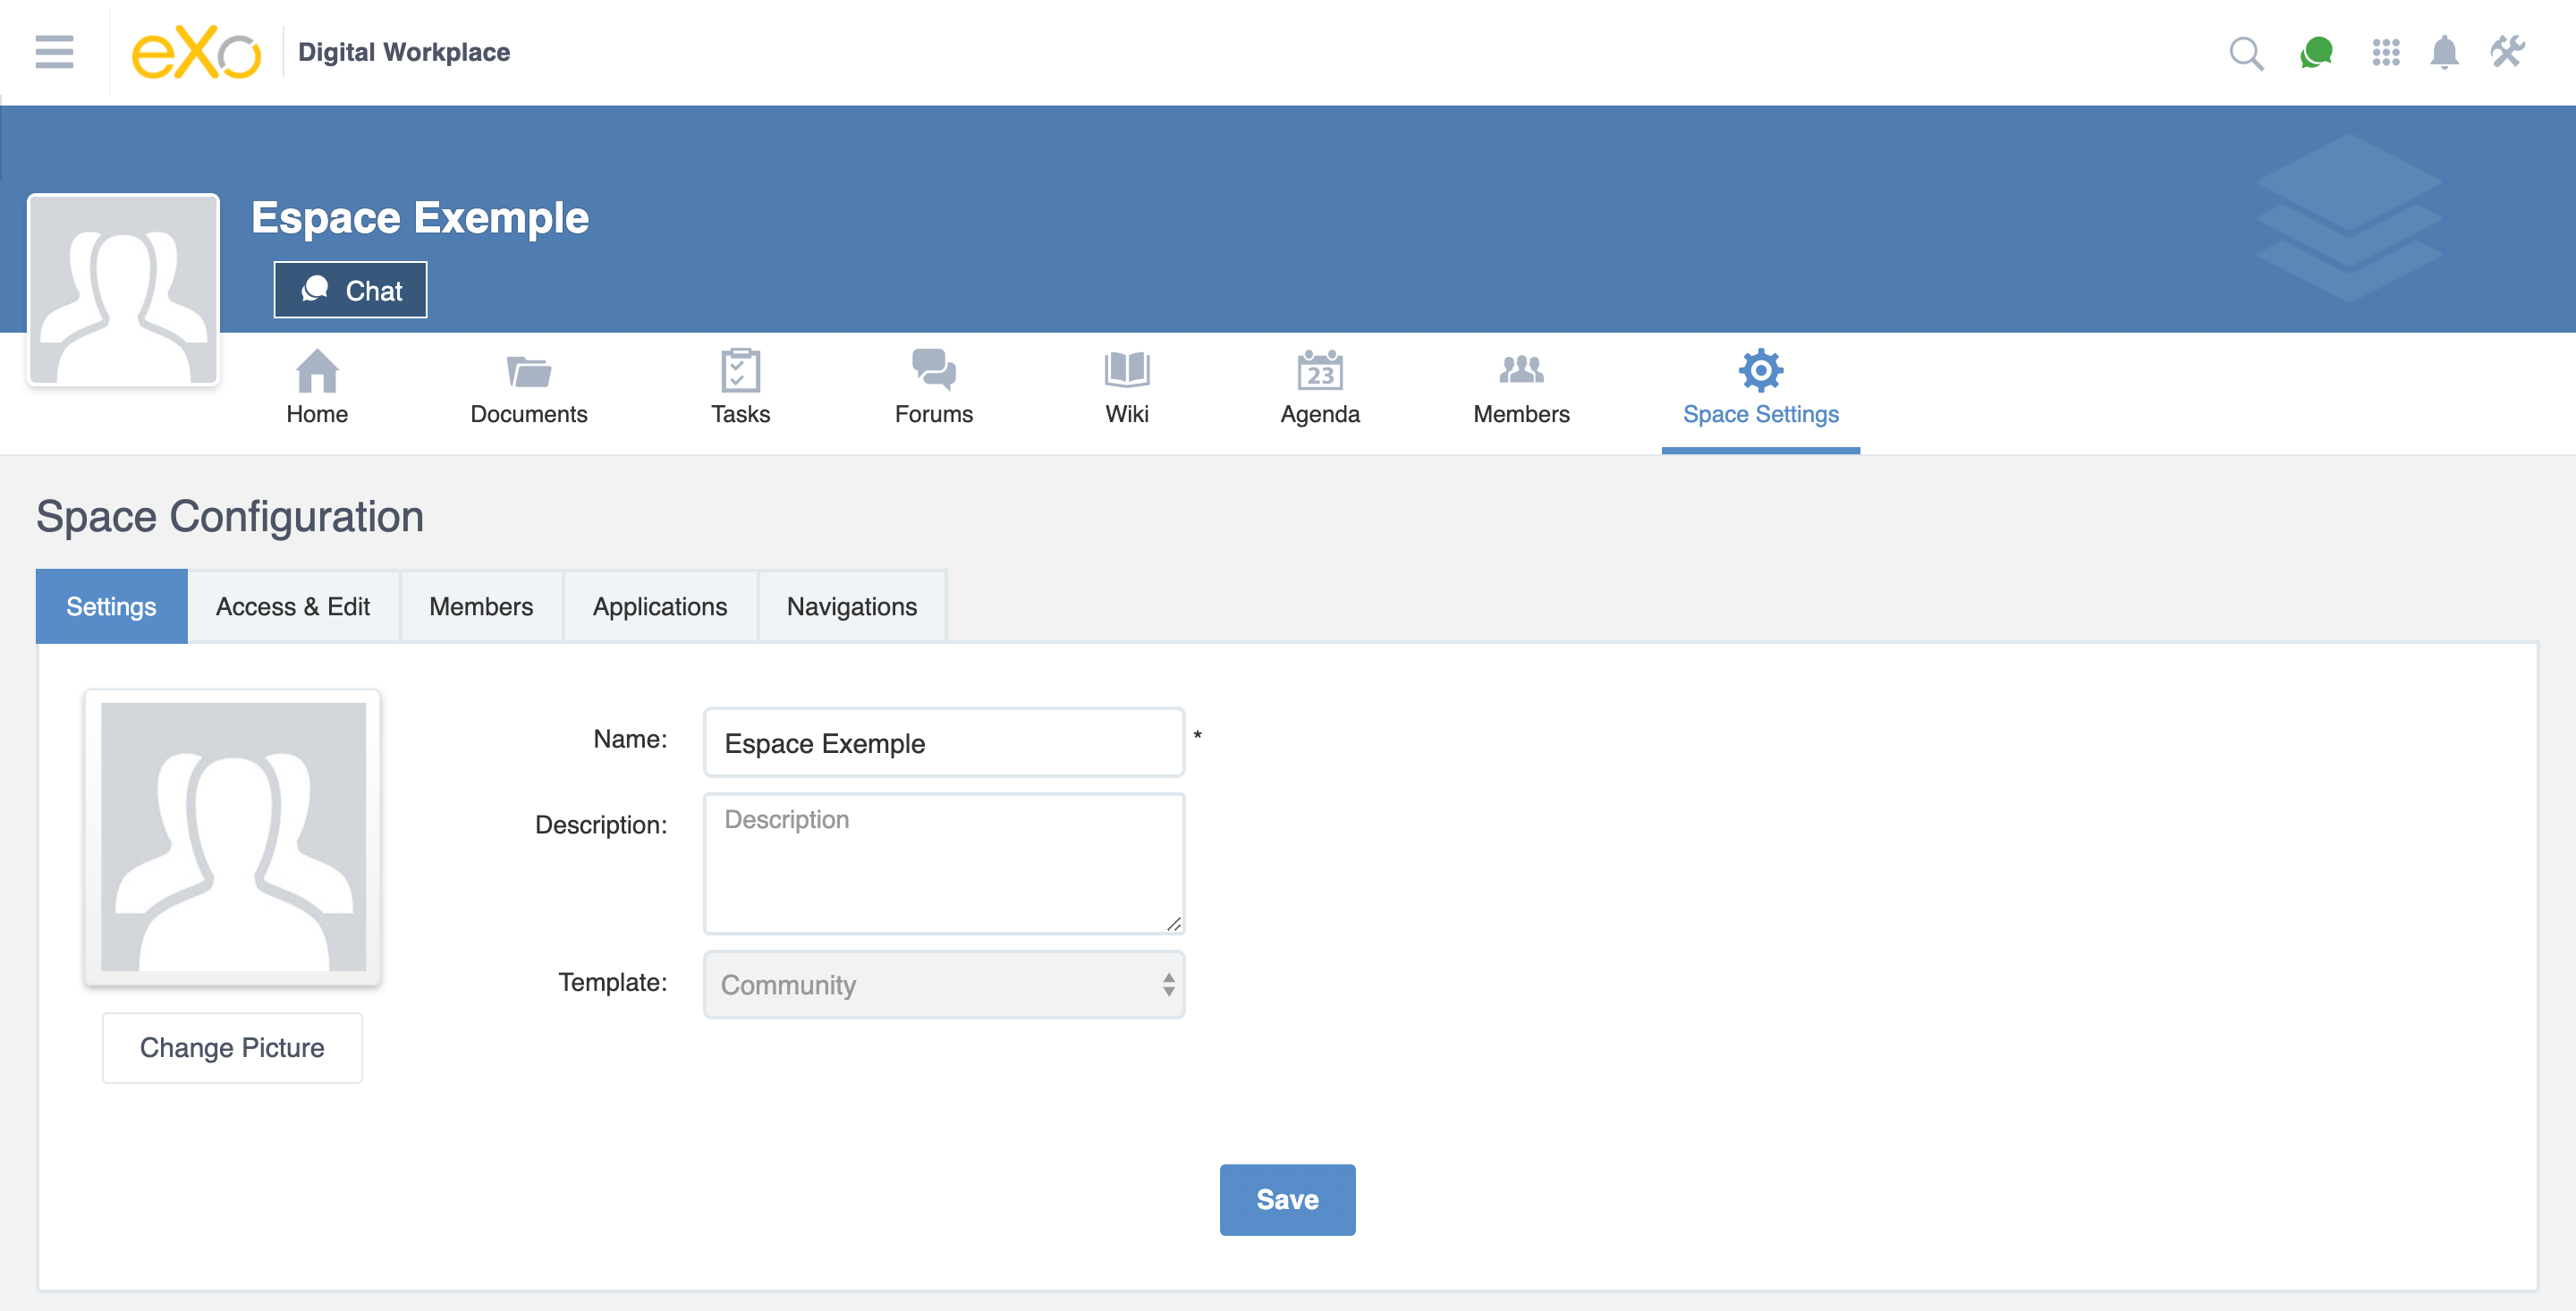 eXo Digital Workplace
Espace Exemple
Chat
Home Documents Tasks Forums Wiki 23 Agenda Members Space Settings
Space Configuration
Settings Access & Edit Members Applications Navigations
Name: Espace Exemple *
Description: Description
Template: Community
Change Picture
Save